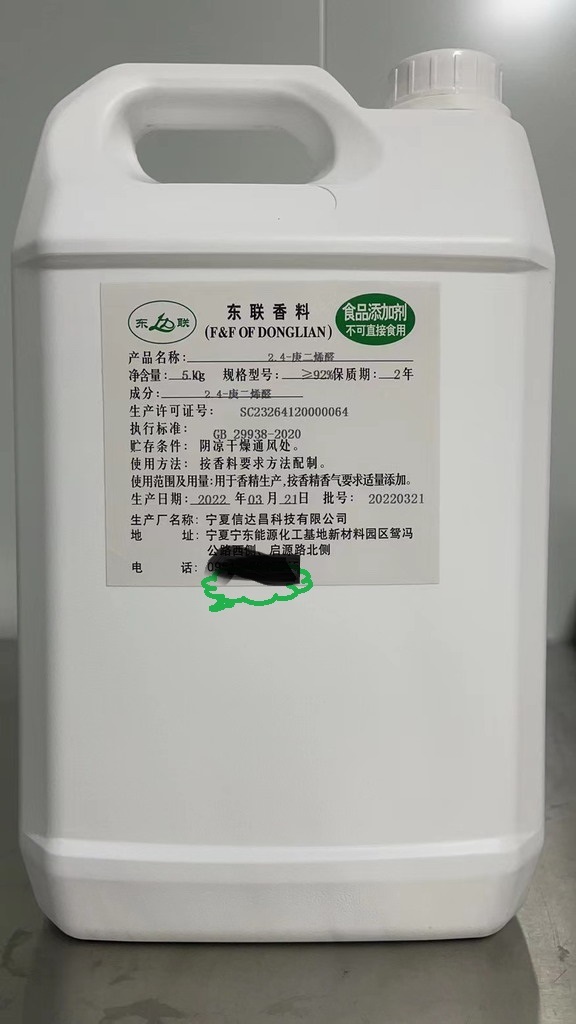 东 联
东联香料
(F&F OF DONGLIAN)
食品添加剂
不可直接食用
产品名称: 2,4-庚二烯醛
净含量: 5kg 规格型号: ≥92% 保质期: 2年
成分: 2,4-庚二烯醛
生产许可证号: SC23264120000064
执行标准: GB 29938-2020
贮存条件: 阴凉干燥通风处。
使用方法: 按香料要求方法配制。
使用范围及用量:用于香精生产,按香精香气要求适量添加。
生产日期: 2022 年 03 月 21日 批号: 20220321
生产厂名称: 宁夏信达昌科技有限公司
地 址: 宁夏宁东能源化工基地新材料园区鸳冯
公路西侧、启源路北侧
电 话: 09